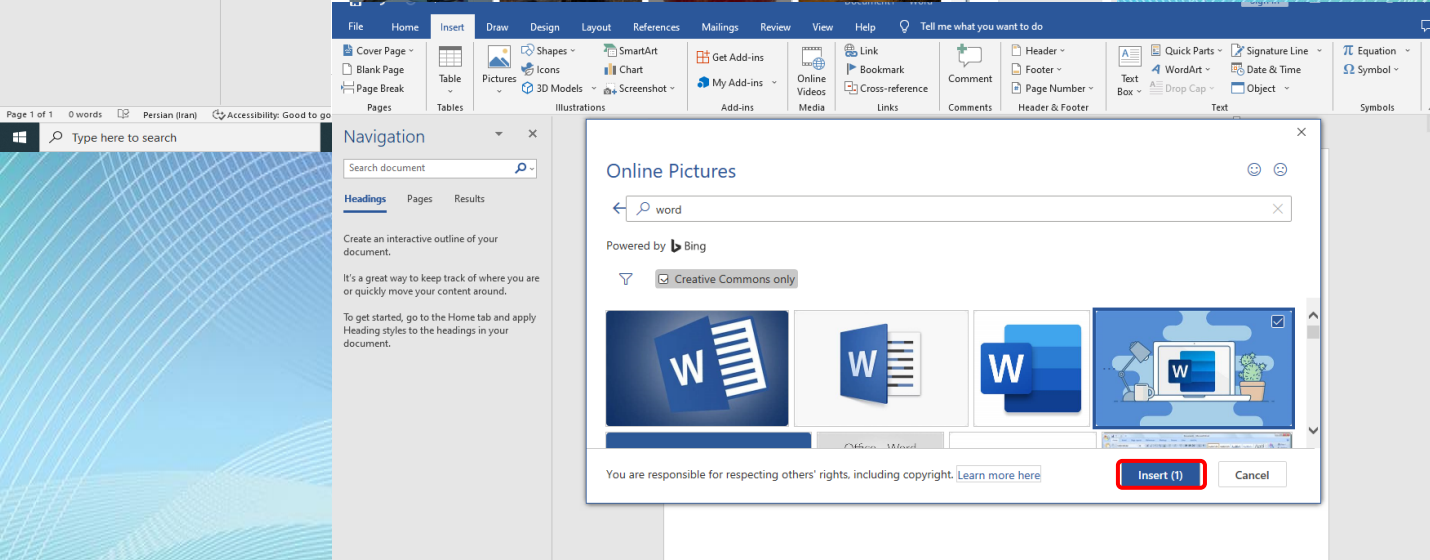 Document1 - Word
File Home Insert Draw Design Layout References Mailings Review View Help Tell me what you want to do
Cover Page
Blank Page
Page Break
Pages
Table
Tables
Pictures
Shapes
Icons
3D Models
SmartArt
Chart
Screenshot
Illustrations
Get Add-ins
My Add-ins
Add-ins
Online
Videos
Media
Link
Bookmark
Cross-reference
Links
Comment
Comments
Header
Footer
Page Number
Header & Footer
Text
Box
Quick Parts
WordArt
Drop Cap
Signature Line
Date & Time
Object
Text
Equation
Symbol
Symbols
Page 1 of 1 0 words Persian (Iran) Accessibility: Good to go
Type here to search
Navigation
Search document
Headings Pages Results
Create an interactive outline of your
document.
It's a great way to keep track of where you are
or quickly move your content around.
To get started, go to the Home tab and apply
Heading styles to the headings in your
document.
Online Pictures
word
Powered by Bing
Creative Commons only
W
W
W
W
Office - Word
You are responsible for respecting others' rights, including copyright. Learn more here
Insert (1) Cancel